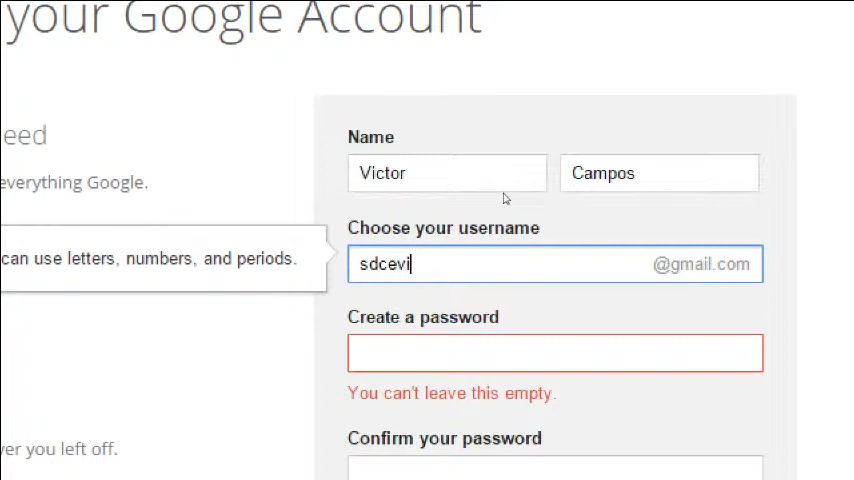 your Google Account
eed
everything Google.
Name
Victor
Campos
Choose your username
can use letters, numbers, and periods.
sdcevi
@gmail.com
Create a password
You can't leave this empty.
Confirm your password
ver you left off.